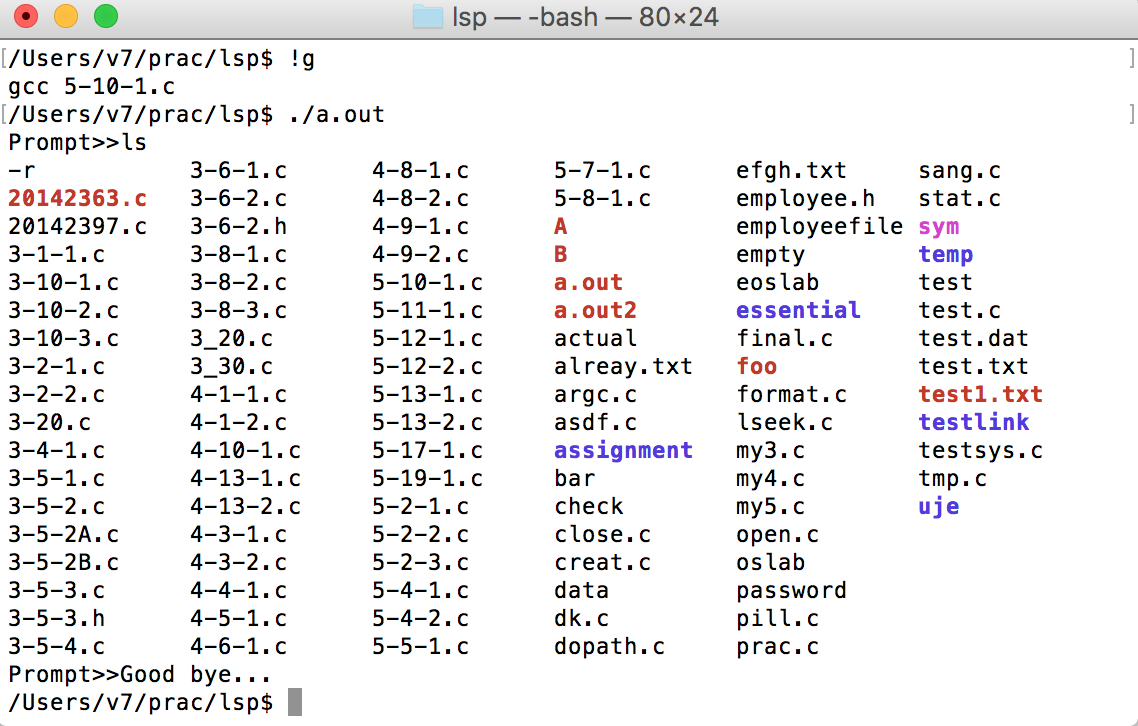 lsp — -bash — 80×24
[/Users/v7/prac/lsp$ !g ]
gcc 5-10-1.c
[/Users/v7/prac/lsp$ ./a.out ]
Prompt>>ls
-r 3-6-1.c 4-8-1.c 5-7-1.c efgh.txt sang.c
20142363.c 3-6-2.c 4-8-2.c 5-8-1.c employee.h stat.c
20142397.c 3-6-2.h 4-9-1.c A employeefile sym
3-1-1.c 3-8-1.c 4-9-2.c B empty temp
3-10-1.c 3-8-2.c 5-10-1.c a.out eoslab test
3-10-2.c 3-8-3.c 5-11-1.c a.out2 essential test.c
3-10-3.c 3_20.c 5-12-1.c actual final.c test.dat
3-2-1.c 3_30.c 5-12-2.c alreay.txt foo test.txt
3-2-2.c 4-1-1.c 5-13-1.c argc.c format.c test1.txt
3-20.c 4-1-2.c 5-13-2.c asdf.c lseek.c testlink
3-4-1.c 4-10-1.c 5-17-1.c assignment my3.c testsys.c
3-5-1.c 4-13-1.c 5-19-1.c bar my4.c tmp.c
3-5-2.c 4-13-2.c 5-2-1.c check my5.c uje
3-5-2A.c 4-3-1.c 5-2-2.c close.c open.c
3-5-2B.c 4-3-2.c 5-2-3.c creat.c oslab
3-5-3.c 4-4-1.c 5-4-1.c data password
3-5-3.h 4-5-1.c 5-4-2.c dk.c pill.c
3-5-4.c 4-6-1.c 5-5-1.c dopath.c prac.c
Prompt>>Good bye...
/Users/v7/prac/lsp$